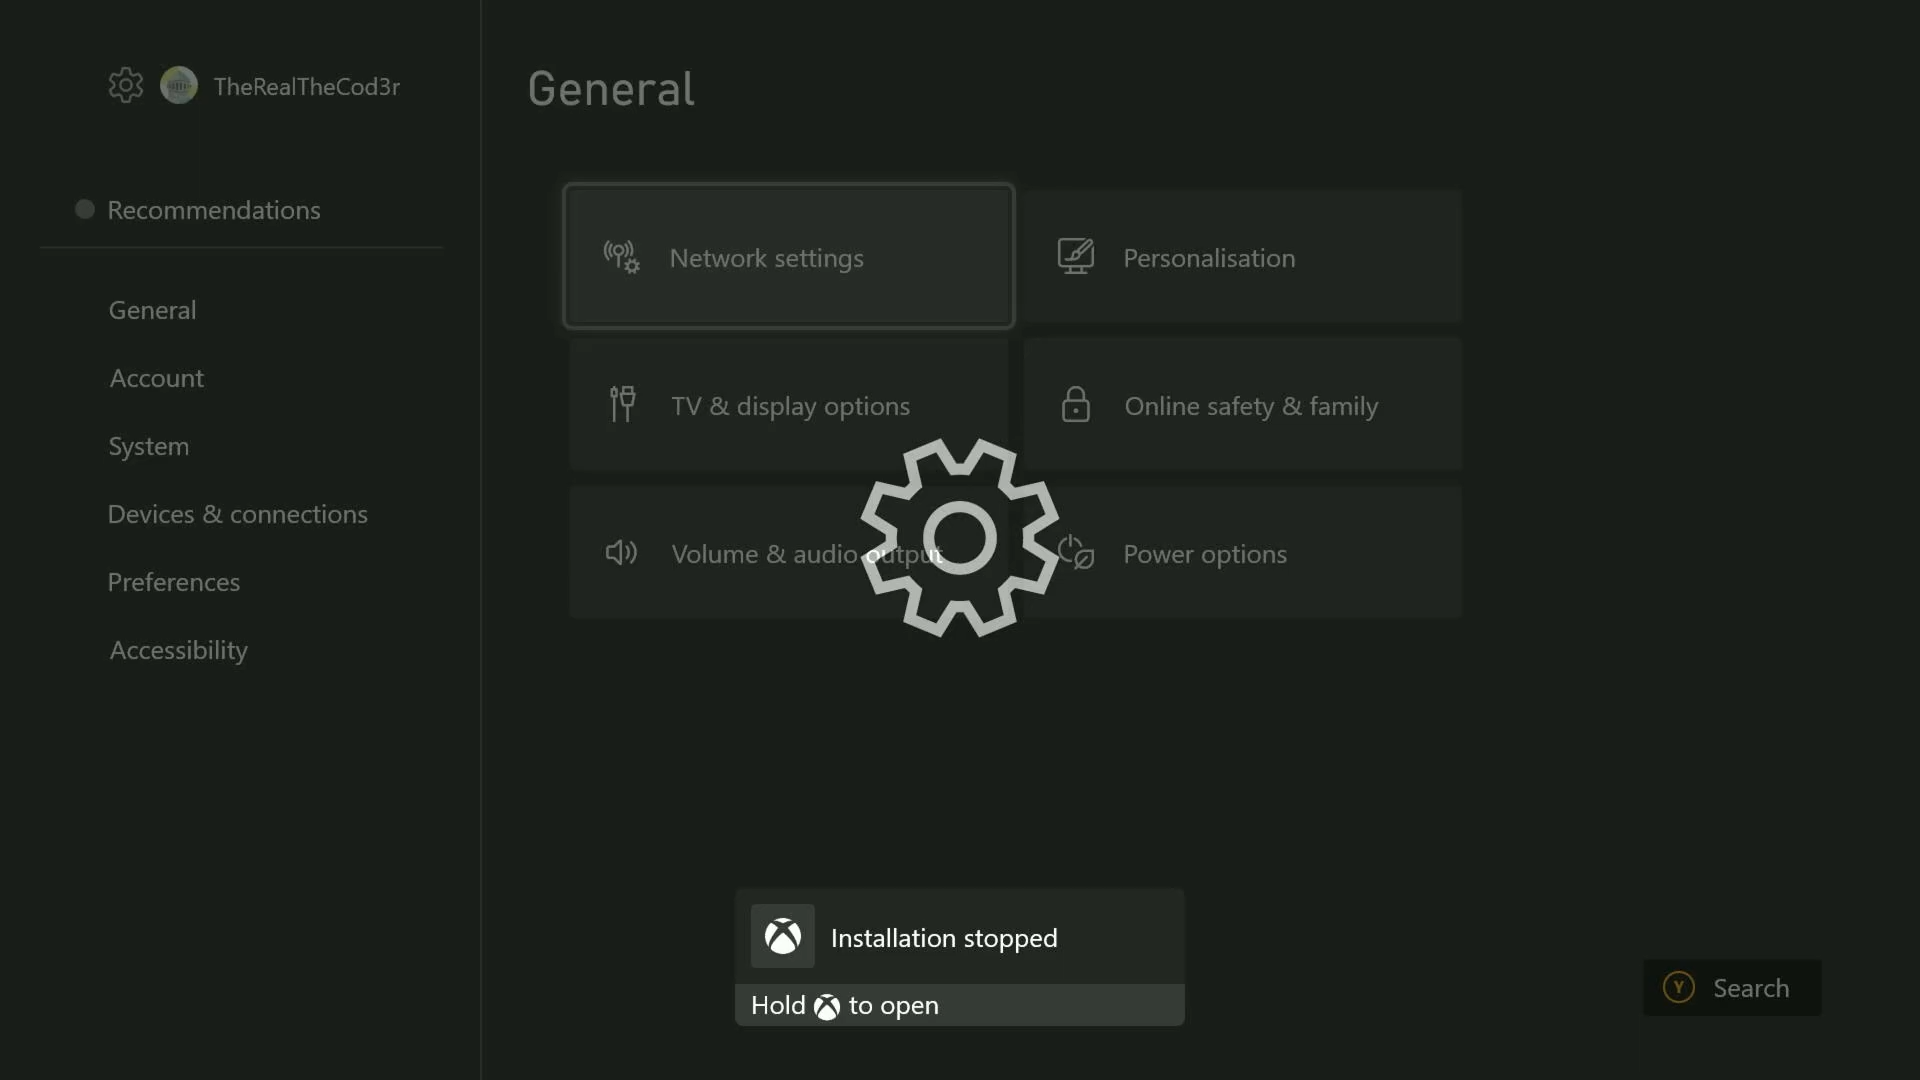 TheRealTheCod3r
General
Recommendations
General
Account
System
Devices & connections
Preferences
Accessibility
Network settings
Personalisation
TV & display options
Online safety & family
Volume & audio output
Power options
Installation stopped
Hold to open
Y Search